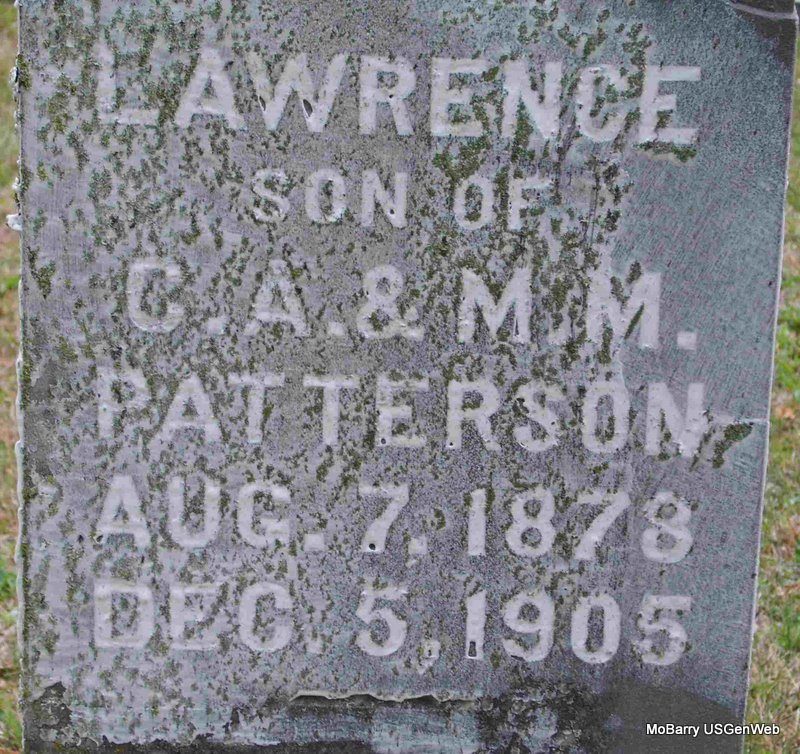 LAWRENCE
SON OF
C.A.& M.M.
PATTERSON
AUG. 7, 1878
DEC. 5, 1905
MoBarry USGenWeb